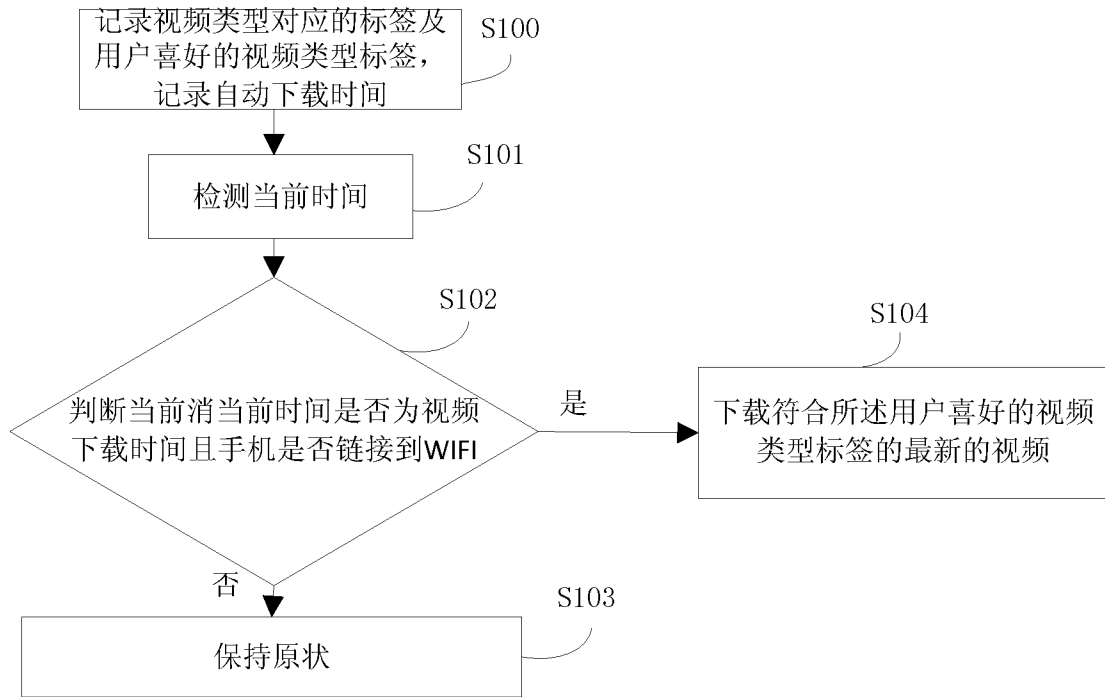 记录视频类型对应的标签及
用户喜好的视频类型标签，
记录自动下载时间
S100
检测当前时间
S101
S102
判断当前消当前时间是否为视频
下载时间且手机是否链接到WIFI
是
S104
下载符合所述用户喜好的视频
类型标签的最新的视频
否
S103
保持原状